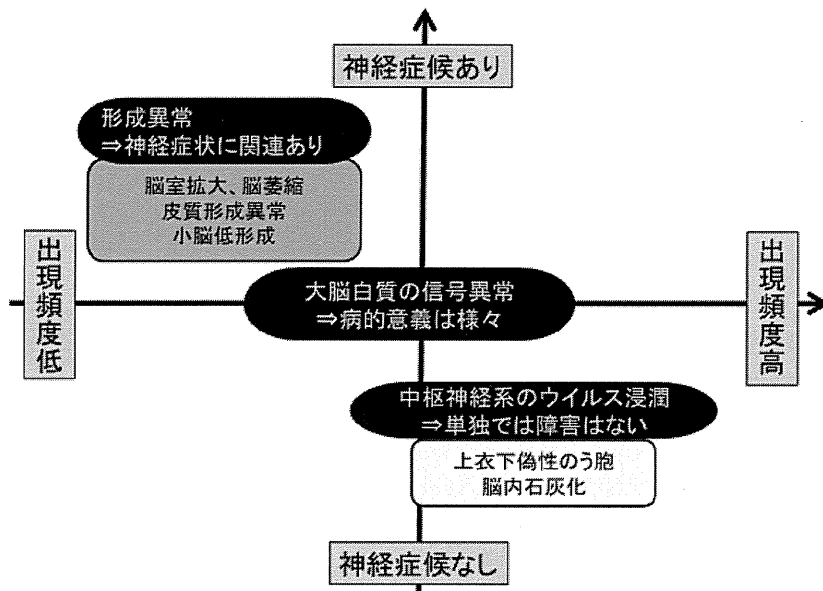 神経症候あり
形成異常
⇒神経症状に関連あり
脳室拡大、脳萎縮
皮質形成異常
小脳低形成
出現頻度低
大脳白質の信号異常
⇒病的意義は様々
出現頻度高
中枢神経系のウイルス浸潤
⇒単独では障害はない
上衣下偽性のう胞
脳内石灰化
神経症候なし